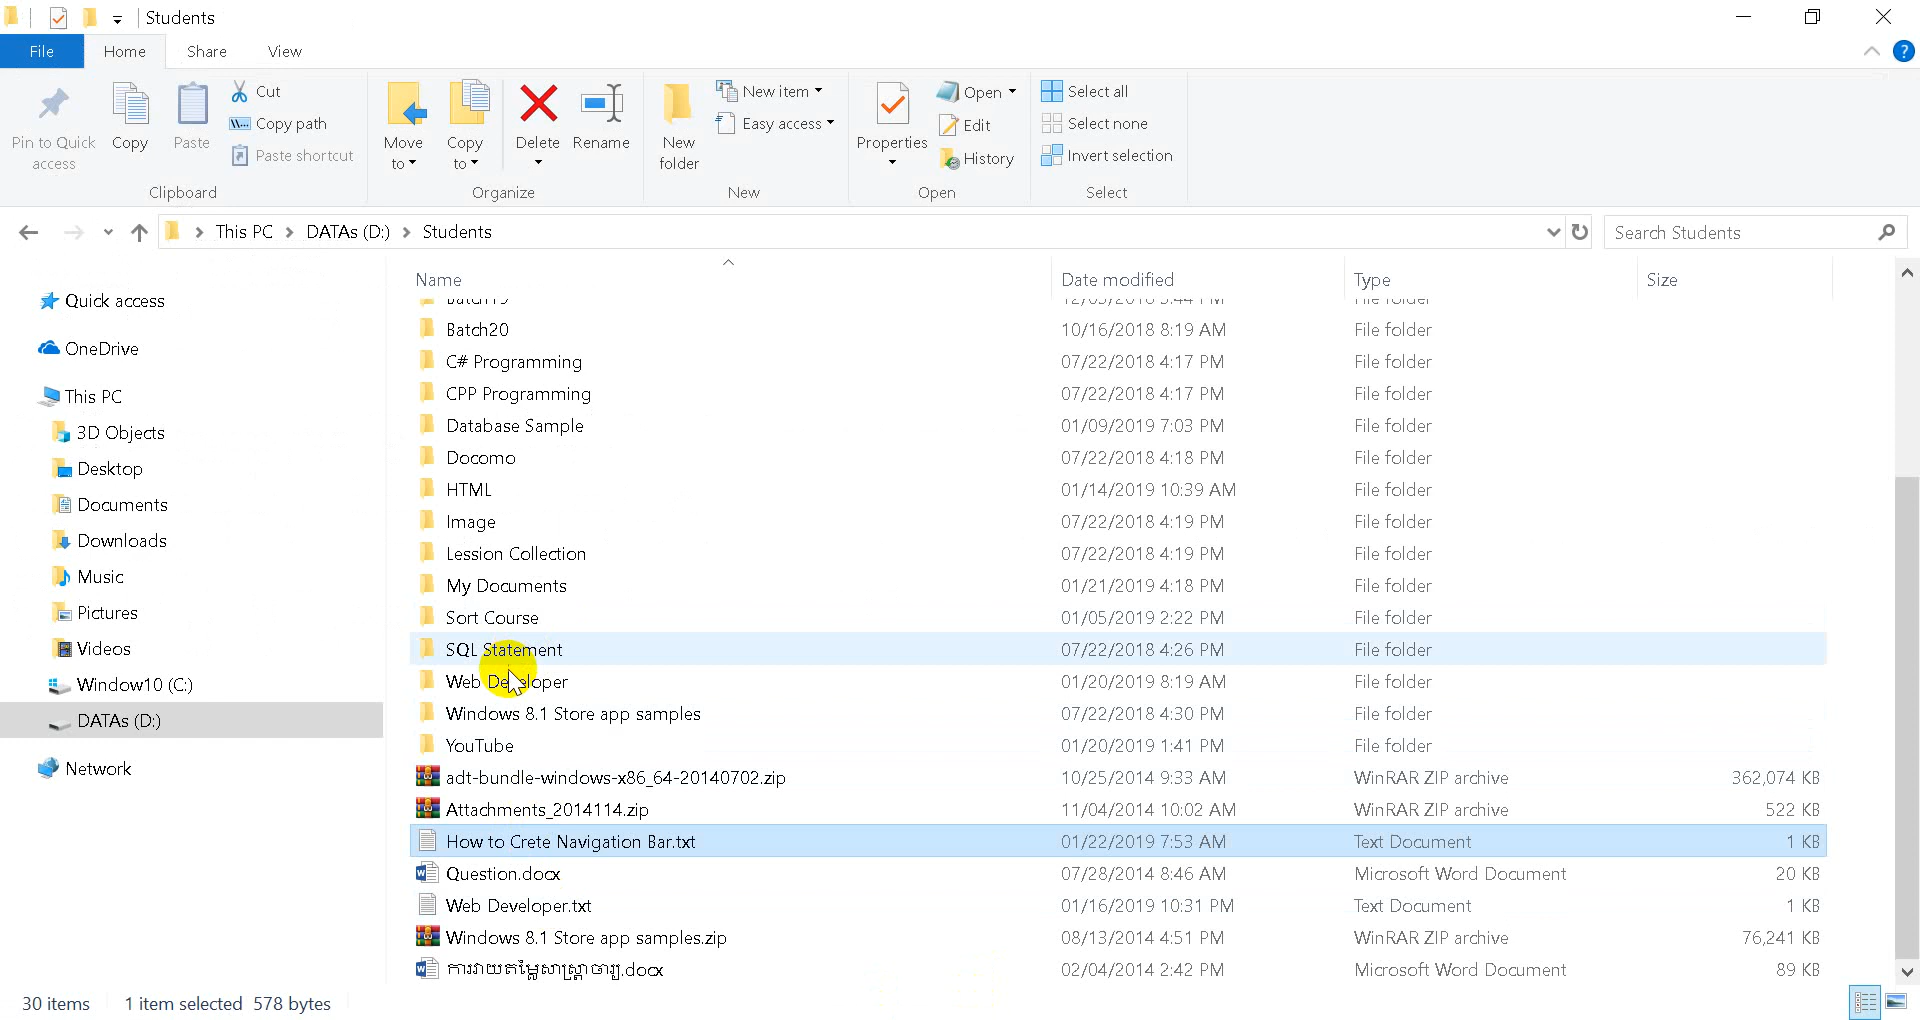 Students
File Home Share View
Pin to Quick access
Copy
Paste
Cut
Copy path
Paste shortcut
Clipboard
Move to
Copy to
Delete
Rename
Organize
New folder
New item
Easy access
New
Properties
Open
Edit
History
Open
Select all
Select none
Invert selection
Select
This PC DATAs (D:) Students
Search Students
Quick access
OneDrive
This PC
3D Objects
Desktop
Documents
Downloads
Music
Pictures
Videos
Window10 (C:)
DATAs (D:)
Network
Name Date modified Type Size
Batch20 10/16/2018 8:19 AM File folder
C# Programming 07/22/2018 4:17 PM File folder
CPP Programming 07/22/2018 4:17 PM File folder
Database Sample 01/09/2019 7:03 PM File folder
Docomo 07/22/2018 4:18 PM File folder
HTML 01/14/2019 10:39 AM File folder
Image 07/22/2018 4:19 PM File folder
Lession Collection 07/22/2018 4:19 PM File folder
My Documents 01/21/2019 4:18 PM File folder
Sort Course 01/05/2019 2:22 PM File folder
SQL Statement 07/22/2018 4:26 PM File folder
Web Developer 01/20/2019 8:19 AM File folder
Windows 8.1 Store app samples 07/22/2018 4:30 PM File folder
YouTube 01/20/2019 1:41 PM File folder
adt-bundle-windows-x86_64-20140702.zip 10/25/2014 9:33 AM WinRAR ZIP archive 362,074 KB
Attachments_2014114.zip 11/04/2014 10:02 AM WinRAR ZIP archive 522 KB
How to Crete Navigation Bar.txt 01/22/2019 7:53 AM Text Document 1 KB
Question.docx 07/28/2014 8:46 AM Microsoft Word Document 20 KB
Web Developer.txt 01/16/2019 10:31 PM Text Document 1 KB
Windows 8.1 Store app samples.zip 08/13/2014 4:51 PM WinRAR ZIP archive 76,241 KB
ការវាយតម្លៃសាស្ត្រាចារ្យ.docx 02/04/2014 2:42 PM Microsoft Word Document 89 KB
30 items 1 item selected 578 bytes